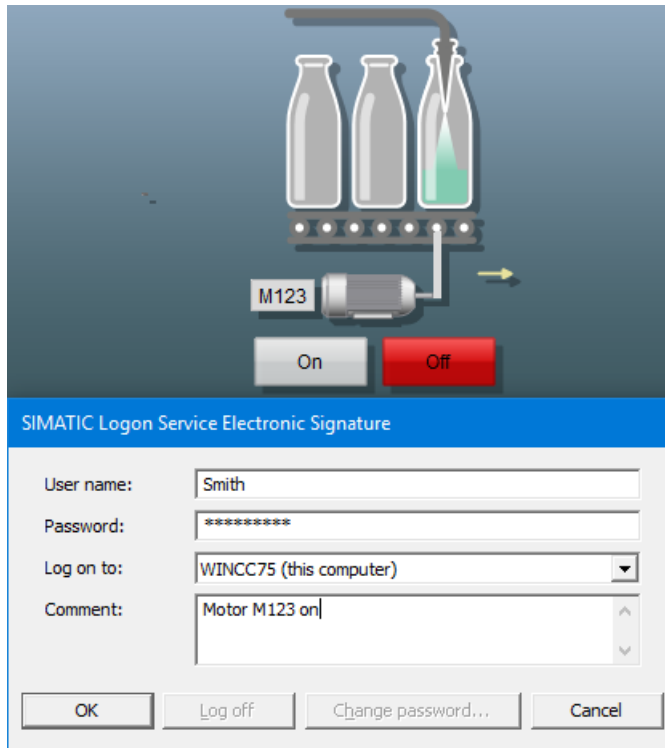 M123
On Off
SIMATIC Logon Service Electronic Signature
User name: Smith
Password: *********
Log on to: WINCC75 (this computer)
Comment: Motor M123 on
OK Log off Change password... Cancel